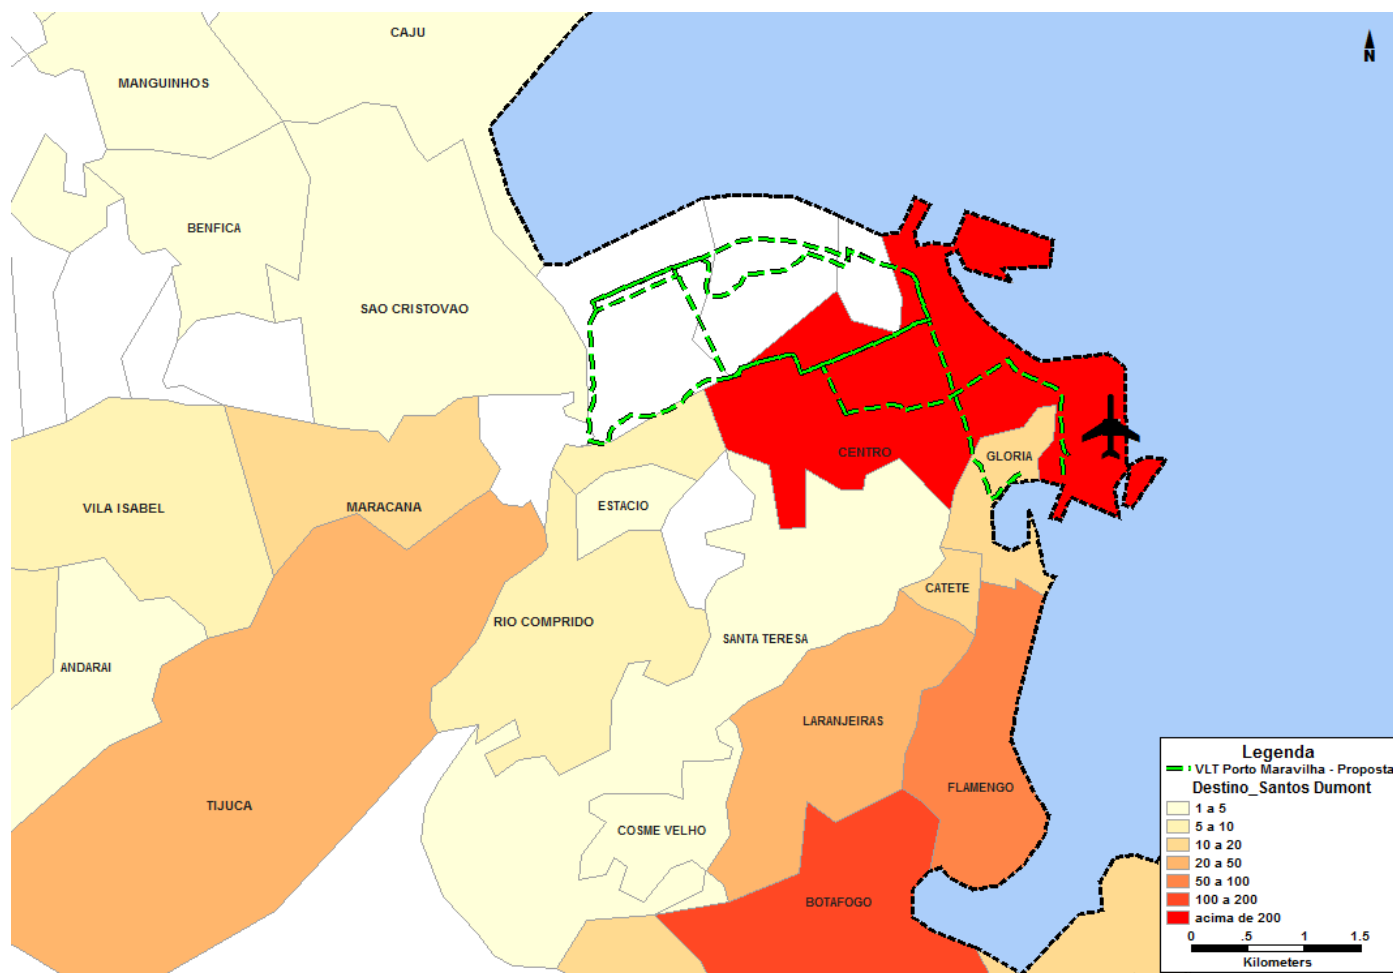 CAJU
N
MANGUINHOS
BENFICA
SAO CRISTOVAO
CENTRO
GLORIA
VILA ISABEL
MARACANA
ESTACIO
CATETE
RIO COMPRIDO
SANTA TERESA
ANDARAI
LARANJEIRAS
FLAMENGO
TIJUCA
COSME VELHO
BOTAFOGO
Legenda
VLT Porto Maravilha - Proposta
Destino_Santos Dumont
1 a 5
5 a 10
10 a 20
20 a 50
50 a 100
100 a 200
acima de 200
0 .5 1 1.5
Kilometers